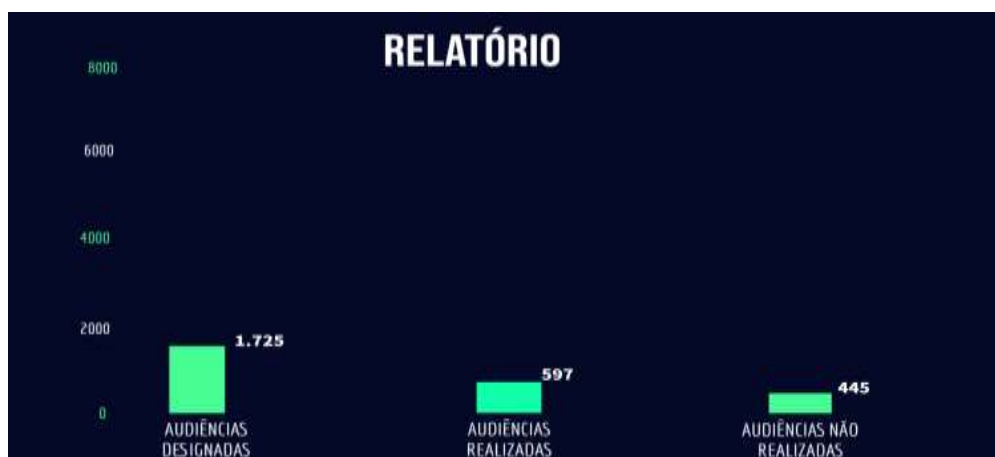 RELATÓRIO
8000
6000
4000
2000
0
1.725
597
445
AUDIÊNCIAS
DESIGNADAS
AUDIÊNCIAS
REALIZADAS
AUDIÊNCIAS NÃO
REALIZADAS